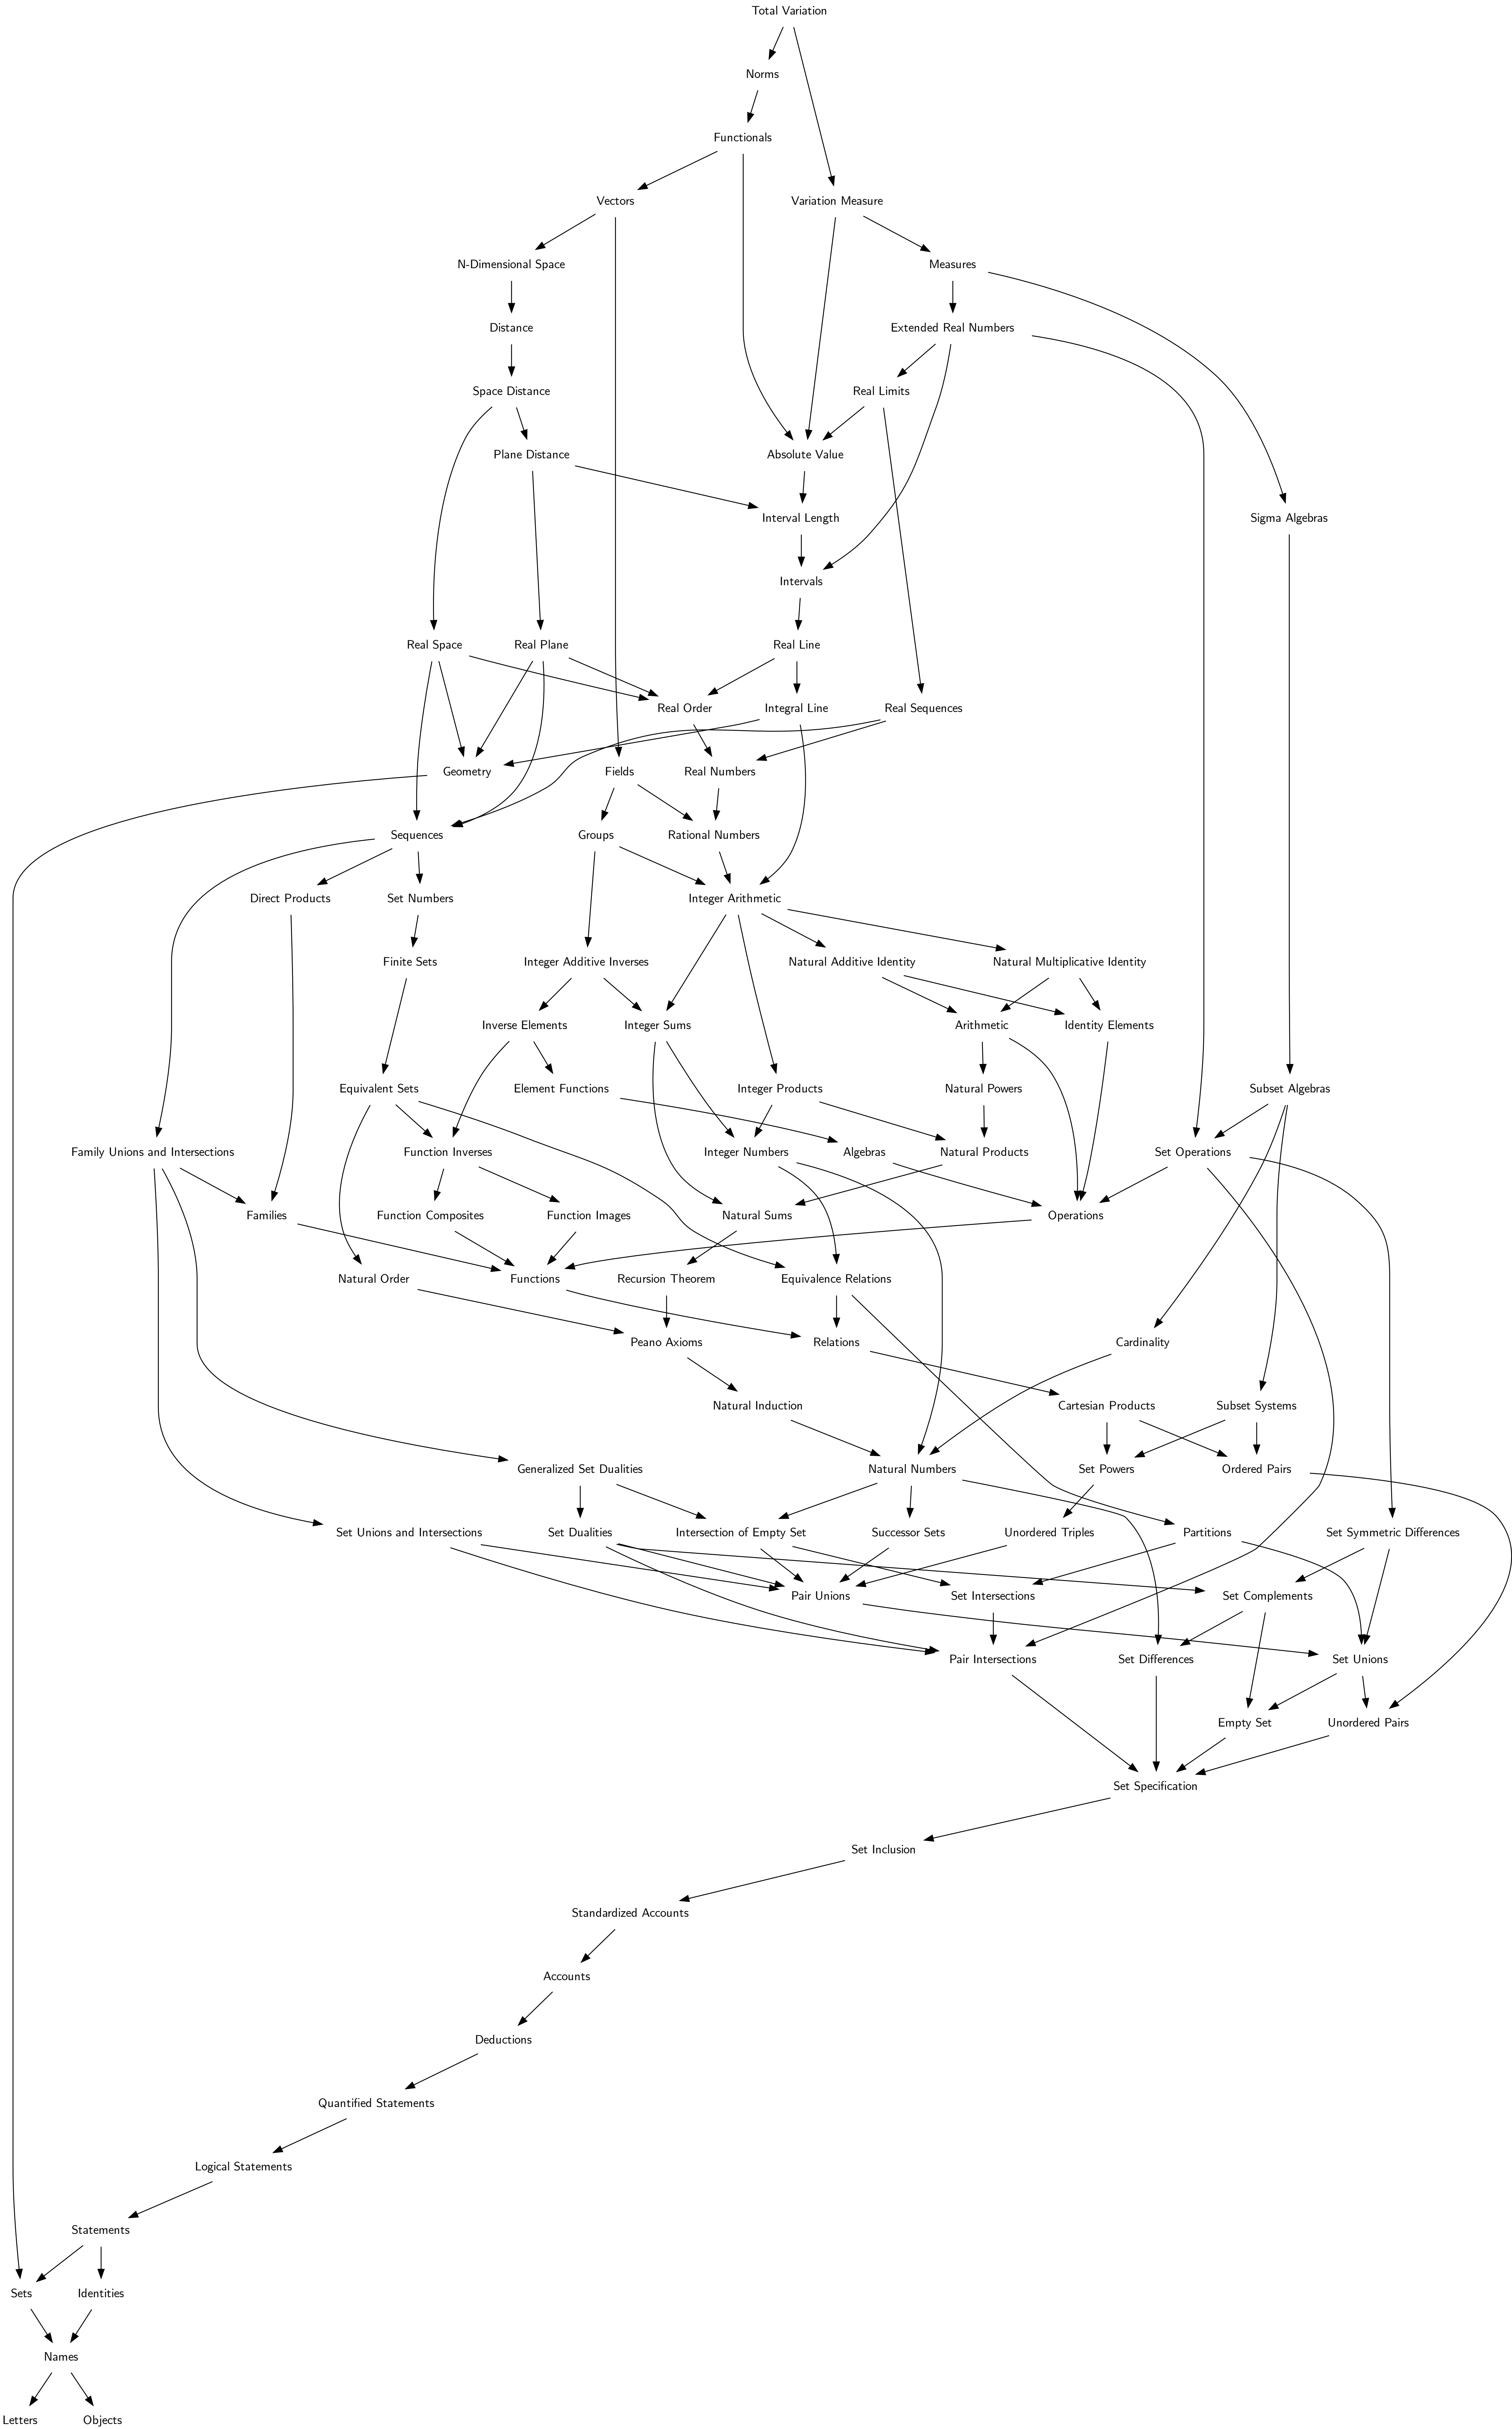 Total Variation
Norms
Functionals
Vectors
Variation Measure
N-Dimensional Space
Measures
Distance
Extended Real Numbers
Space Distance
Real Limits
Plane Distance
Absolute Value
Interval Length
Sigma Algebras
Intervals
Real Space
Real Plane
Real Line
Real Order
Integral Line
Real Sequences
Geometry
Fields
Real Numbers
Sequences
Groups
Rational Numbers
Direct Products
Set Numbers
Integer Arithmetic
Finite Sets
Integer Additive Inverses
Natural Additive Identity
Natural Multiplicative Identity
Inverse Elements
Integer Sums
Arithmetic
Identity Elements
Equivalent Sets
Element Functions
Integer Products
Natural Powers
Subset Algebras
Family Unions and Intersections
Function Inverses
Integer Numbers
Algebras
Natural Products
Set Operations
Families
Function Composites
Function Images
Natural Sums
Operations
Natural Order
Functions
Recursion Theorem
Equivalence Relations
Peano Axioms
Relations
Cardinality
Natural Induction
Cartesian Products
Subset Systems
Generalized Set Dualities
Natural Numbers
Set Powers
Ordered Pairs
Set Unions and Intersections
Set Dualities
Intersection of Empty Set
Successor Sets
Unordered Triples
Partitions
Set Symmetric Differences
Pair Unions
Set Intersections
Set Complements
Pair Intersections
Set Differences
Set Unions
Empty Set
Unordered Pairs
Set Specification
Set Inclusion
Standardized Accounts
Accounts
Deductions
Quantified Statements
Logical Statements
Statements
Sets
Identities
Names
Letters
Objects